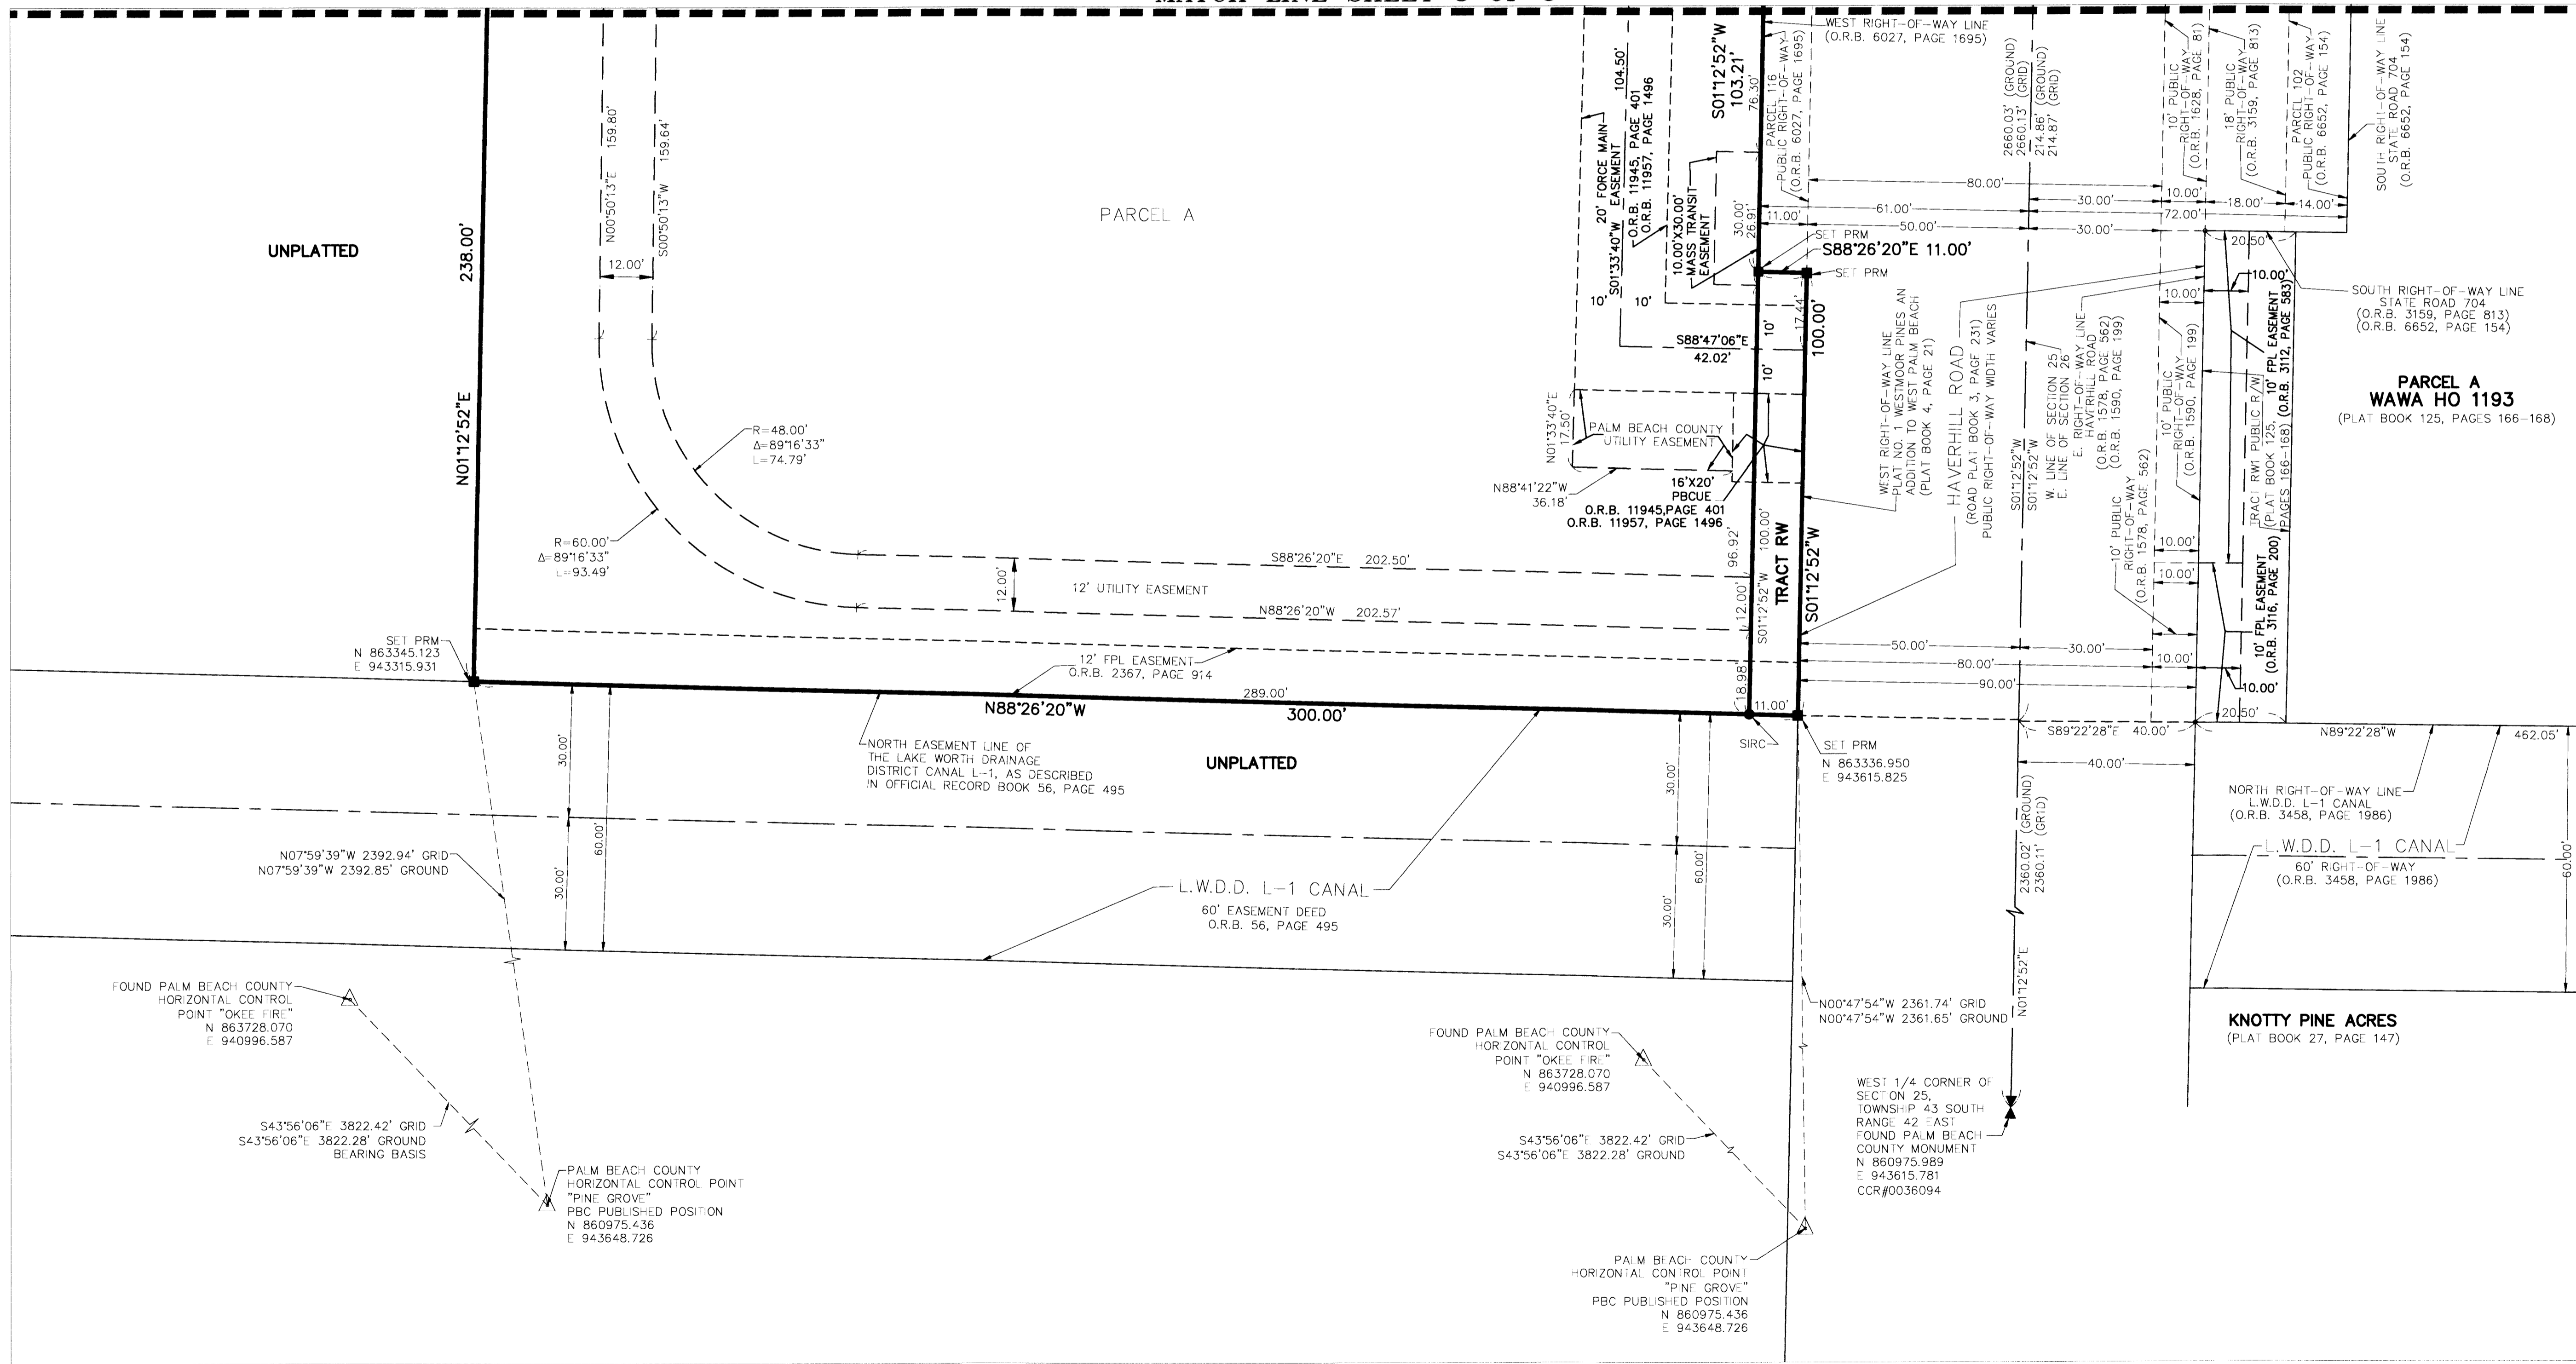 UNPLATTED
238.00'
N01°12'52"E
N00°50'13"E 159.80'
S00°50'13"W 159.64'
12.00'
PARCEL A
R=48.00'
Δ=89°16'33"
L=74.79'
R=60.00'
Δ=89°16'33"
L=93.49'
S88°26'20"E 202.50'
12.00'
12' UTILITY EASEMENT
N88°26'20"W 202.57'
SET PRM
N 863345.123
E 943315.931
12' FPL EASEMENT
O.R.B. 2367, PAGE 914
289.00'
N88°26'20"W
300.00'
20' FORCE MAIN
EASEMENT
S01°33'40"W
104.50'
O.R.B. 11945, PAGE 401
O.R.B. 11957, PAGE 1496
10.00'X30.00'
MASS TRANSIT
EASEMENT
S01°12'52"W
103.21'
76.30'
30.00'
26.91'
WEST RIGHT-OF-WAY LINE
(O.R.B. 6027, PAGE 1695)
PARCEL 116
PUBLIC RIGHT-OF-WAY
(O.R.B. 6027, PAGE 1695)
2660.03' (GROUND)
2660.13' (GRID)
214.86' (GROUND)
214.87' (GRID)
10' PUBLIC
RIGHT-OF-WAY
(O.R.B. 1628, PAGE 81)
18' PUBLIC
RIGHT-OF-WAY
(O.R.B. 3159, PAGE 813)
PARCEL 102
PUBLIC RIGHT-OF-WAY
(O.R.B. 6652, PAGE 154)
SOUTH RIGHT-OF-WAY LINE
STATE ROAD 704
(O.R.B. 6652, PAGE 154)
80.00'
10.00'
30.00'
18.00'
14.00'
61.00'
72.00'
11.00'
50.00'
30.00'
SET PRM
S88°26'20"E 11.00'
SET PRM
20.50'
10.00'
10.00'
SOUTH RIGHT-OF-WAY LINE
STATE ROAD 704
(O.R.B. 3159, PAGE 813)
(O.R.B. 6652, PAGE 154)
10'
10'
10'
17.44'
100.00'
S88°47'06"E
42.02'
10'
N01°33'40"E
17.50'
PALM BEACH COUNTY
UTILITY EASEMENT
N88°41'22"W
36.18'
16'X20'
PBCUE
O.R.B. 11945,PAGE 401
O.R.B. 11957, PAGE 1496
96.92'
12.00'
18.98'
S01°12'52"W 100.00'
TRACT RW
S01°12'52"W
WEST RIGHT-OF-WAY LINE
PLAT NO. 1 WESTMOOR PINES AN
ADDITION TO WEST PALM BEACH
(PLAT BOOK 4, PAGE 21)
HAVERHILL ROAD
(ROAD PLAT BOOK 3, PAGE 231)
PUBLIC RIGHT-OF-WAY WIDTH VARIES
S01°12'52"W
S01°12'52"W
W. LINE OF SECTION 25
E. LINE OF SECTION 26
E. RIGHT-OF-WAY LINE
HAVERHILL ROAD
(O.R.B. 1578, PAGE 562)
(O.R.B. 1590, PAGE 199)
10' PUBLIC
RIGHT-OF-WAY
(O.R.B. 1578, PAGE 562)
10' PUBLIC
RIGHT-OF-WAY
(O.R.B. 1590, PAGE 199)
TRACT RW1 PUBLIC R/W
(PLAT BOOK 125,
PAGES 166-168)
10' FPL EASEMENT
(O.R.B. 3112, PAGE 583)
10' FPL EASEMENT
(O.R.B. 3116, PAGE 200)
PARCEL A
WAWA HO 1193
(PLAT BOOK 125, PAGES 166-168)
10.00'
10.00'
50.00'
30.00'
80.00'
10.00'
90.00'
10.00'
11.00'
20.50'
S89°22'28"E 40.00'
N89°22'28"W
462.05'
40.00'
SIRC
SET PRM
N 863336.950
E 943615.825
NORTH EASEMENT LINE OF
THE LAKE WORTH DRAINAGE
DISTRICT CANAL L-1, AS DESCRIBED
IN OFFICIAL RECORD BOOK 56, PAGE 495
UNPLATTED
30.00'
30.00'
60.00'
30.00'
30.00'
60.00'
2360.02' (GROUND)
2360.11' (GRID)
N01°12'52"E
NORTH RIGHT-OF-WAY LINE
L.W.D.D. L-1 CANAL
(O.R.B. 3458, PAGE 1986)
L.W.D.D. L-1 CANAL
60' RIGHT-OF-WAY
(O.R.B. 3458, PAGE 1986)
60.00'
N07°59'39"W 2392.94' GRID
N07°59'39"W 2392.85' GROUND
L.W.D.D. L-1 CANAL
60' EASEMENT DEED
O.R.B. 56, PAGE 495
FOUND PALM BEACH COUNTY
HORIZONTAL CONTROL
POINT "OKEE FIRE"
N 863728.070
E 940996.587
S43°56'06"E 3822.42' GRID
S43°56'06"E 3822.28' GROUND
BEARING BASIS
PALM BEACH COUNTY
HORIZONTAL CONTROL POINT
"PINE GROVE"
PBC PUBLISHED POSITION
N 860975.436
E 943648.726
N00°47'54"W 2361.74' GRID
N00°47'54"W 2361.65' GROUND
FOUND PALM BEACH COUNTY
HORIZONTAL CONTROL
POINT "OKEE FIRE"
N 863728.070
E 940996.587
S43°56'06"E 3822.42' GRID
S43°56'06"E 3822.28' GROUND
PALM BEACH COUNTY
HORIZONTAL CONTROL POINT
"PINE GROVE"
PBC PUBLISHED POSITION
N 860975.436
E 943648.726
WEST 1/4 CORNER OF
SECTION 25,
TOWNSHIP 43 SOUTH
RANGE 42 EAST
FOUND PALM BEACH
COUNTY MONUMENT
N 860975.989
E 943615.781
CCR#0036094
KNOTTY PINE ACRES
(PLAT BOOK 27, PAGE 147)